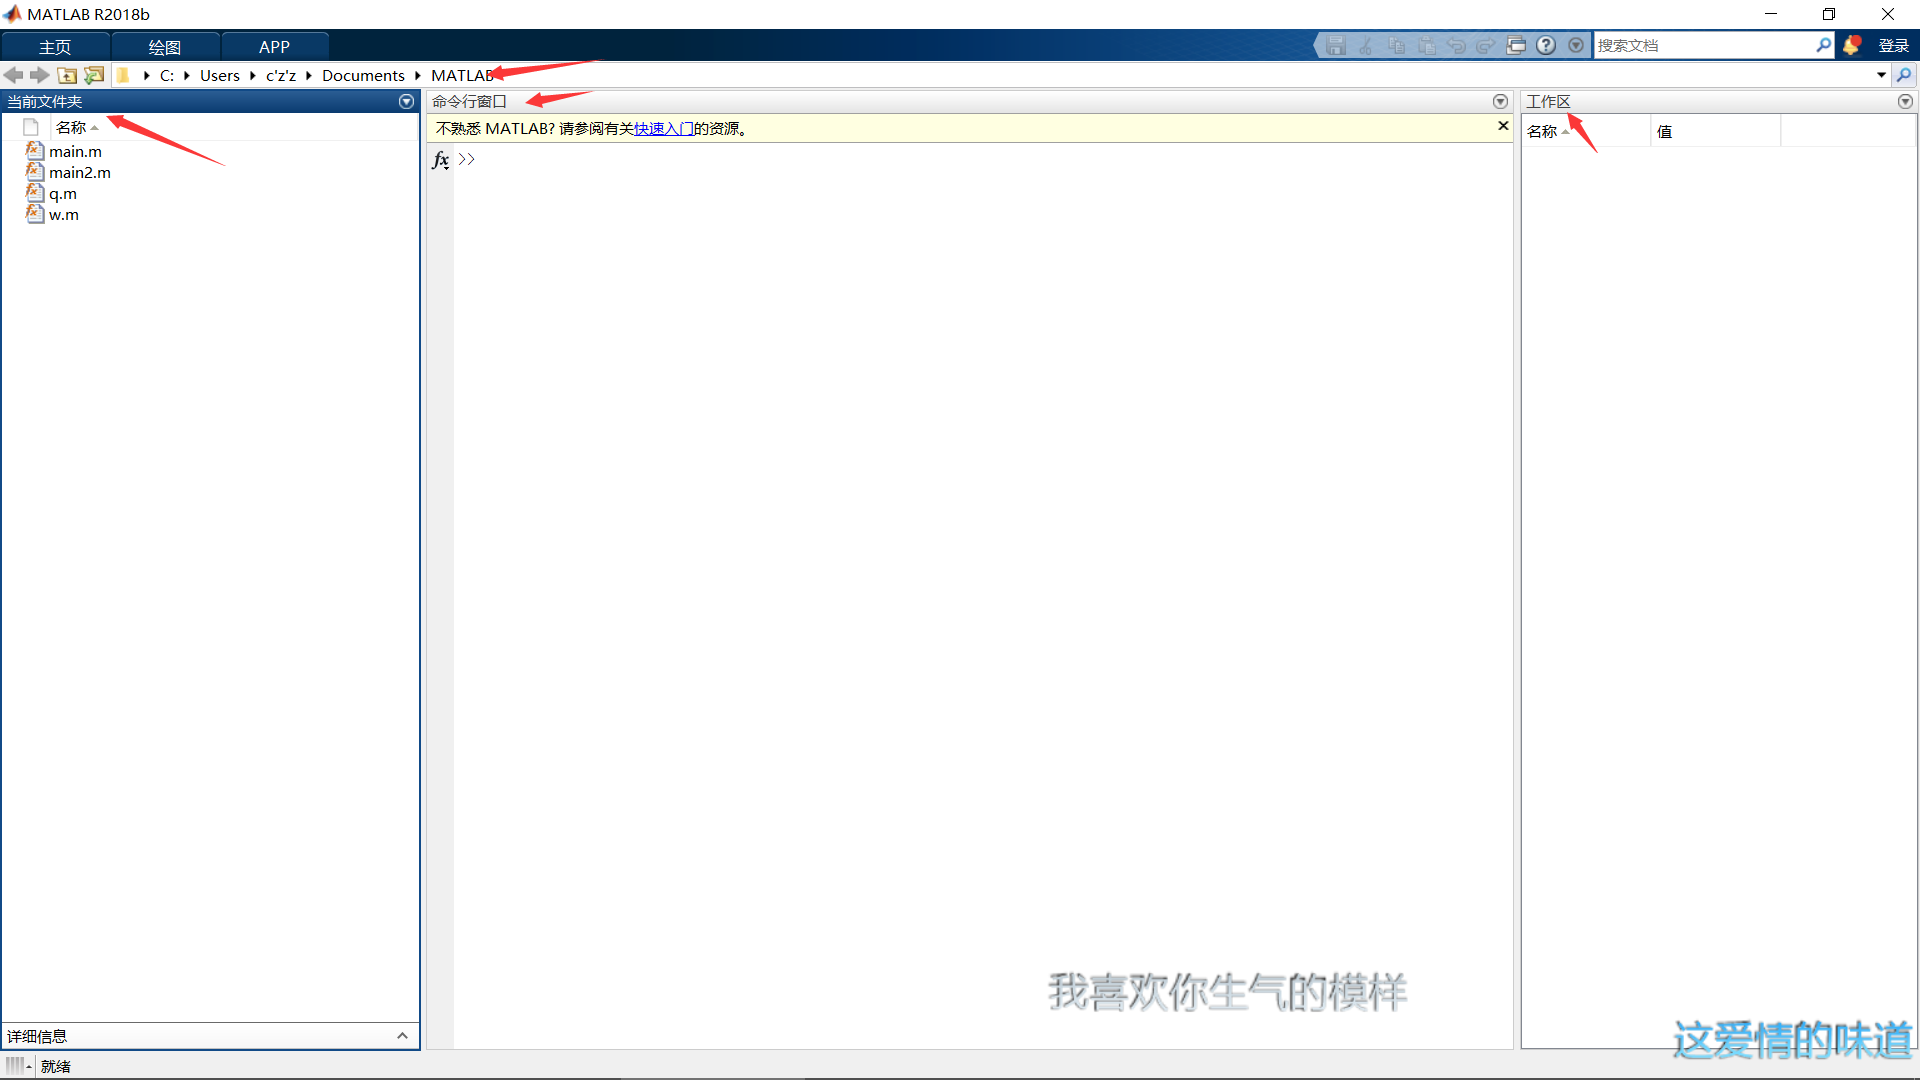 MATLAB R2018b
主页 绘图 APP 搜索文档 登录
C: Users c'z'z Documents MATLAB
当前文件夹 命令行窗口 工作区
名称 不熟悉 MATLAB? 请参阅有关快速入门的资源。 名称 值
main.m fx >>
main2.m
q.m
w.m
我喜欢你生气的模样
这爱情的味道
详细信息
就绪